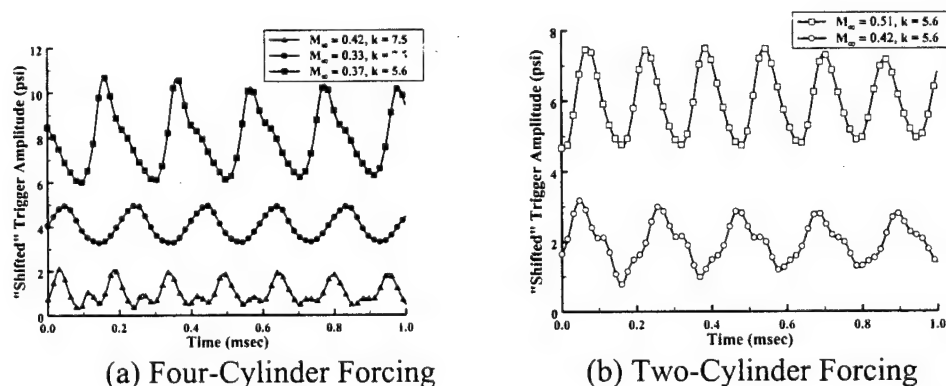 M∞ = 0.42, k = 7.5
M∞ = 0.33, k =
M∞ = 0.37, k = 5.6
"Shifted" Trigger Amplitude (psi)
12
10
8
6
4
2
0
0.0 0.2 0.4 0.6 0.8 1.0
Time (msec)
(a) Four-Cylinder Forcing
M∞ = 0.51, k = 5.6
M∞ = 0.42, k = 5.6
"Shifted" Trigger Amplitude (psi)
8
6
4
2
0
0.0 0.2 0.4 0.6 0.8 1.0
Time (msec)
(b) Two-Cylinder Forcing